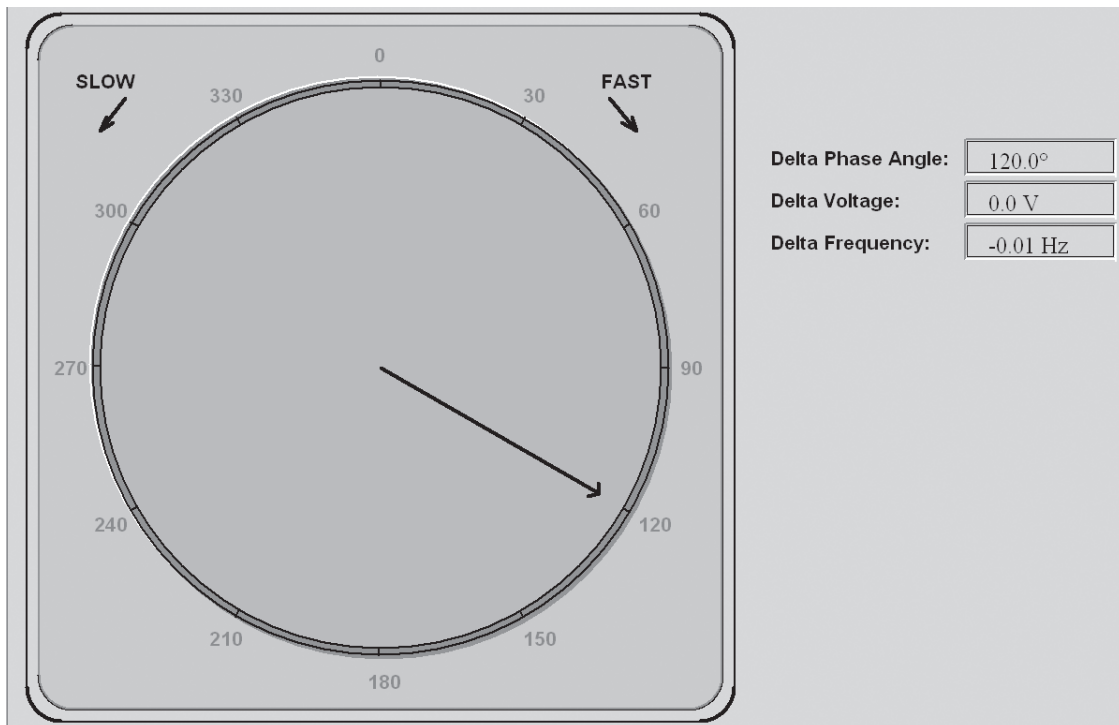 0
SLOW
FAST
330
30
300
60
270
90
240
120
210
150
180
Delta Phase Angle: 120.0°
Delta Voltage: 0.0 V
Delta Frequency: -0.01 Hz